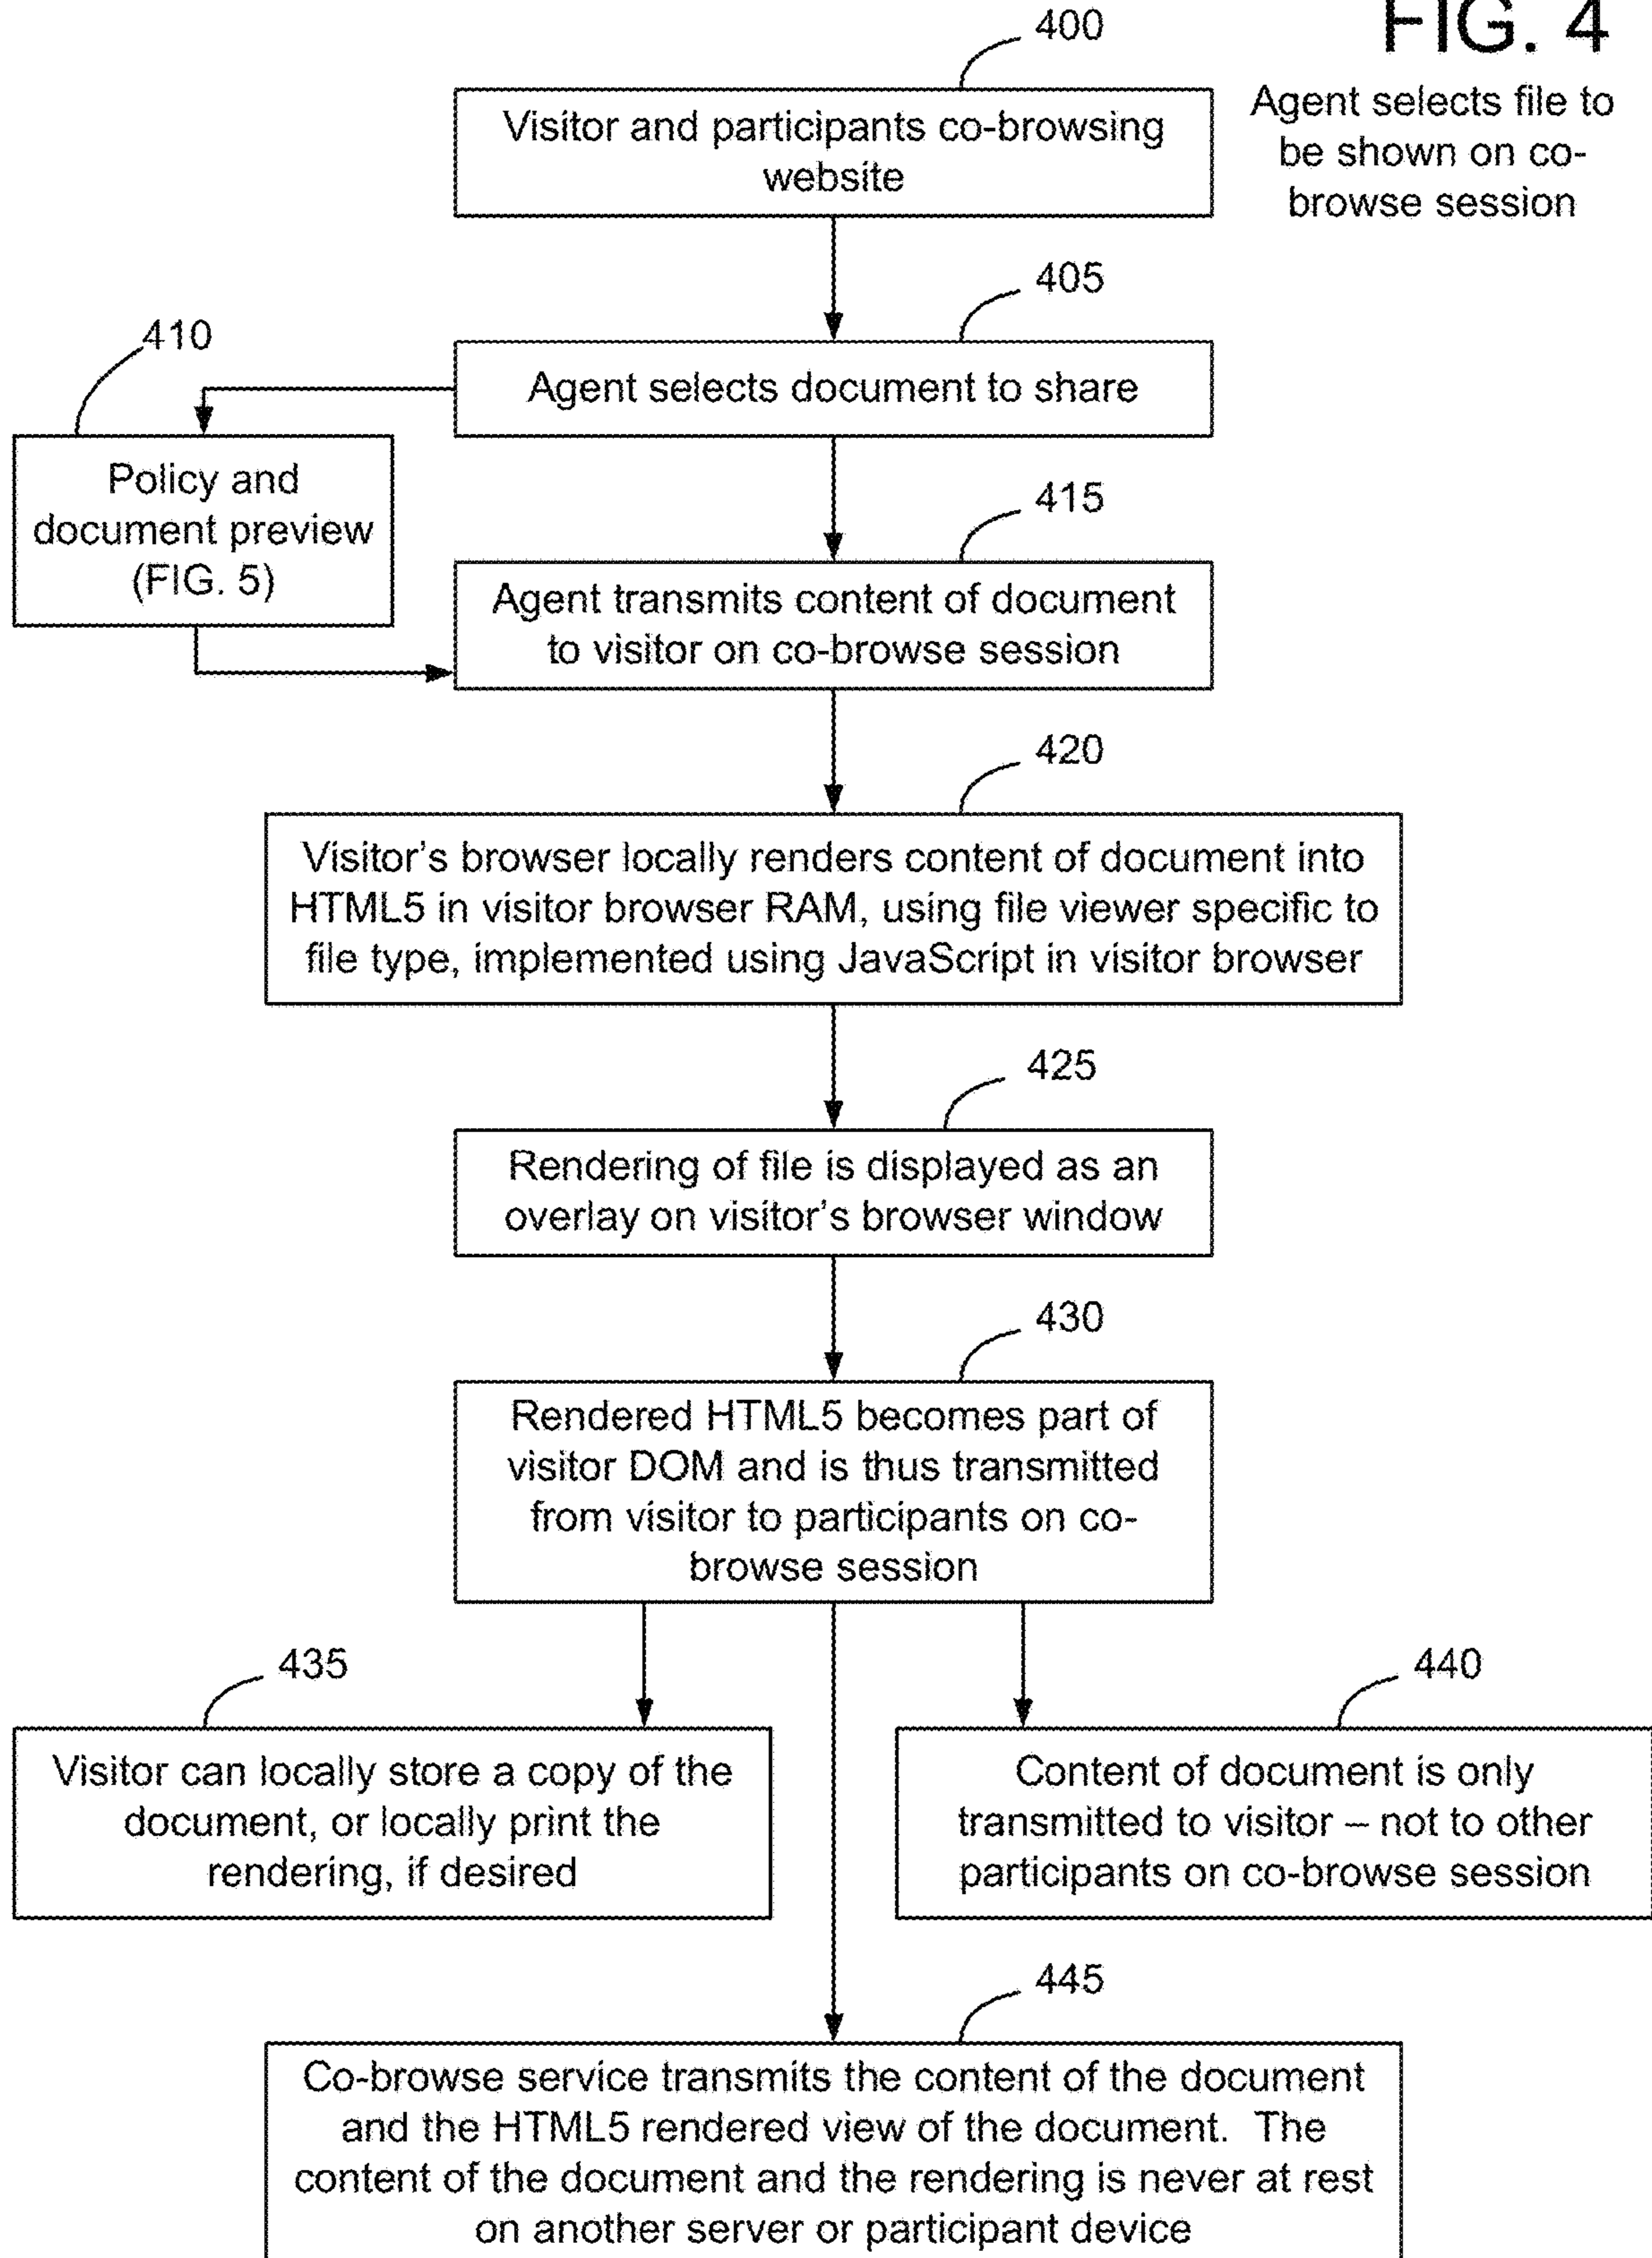 FIG. 4
Agent selects file to
be shown on co-
browse session
400
Visitor and participants co-browsing
website
405
Agent selects document to share
410
Policy and
document preview
(FIG. 5)
415
Agent transmits content of document
to visitor on co-browse session
420
Visitor’s browser locally renders content of document into
HTML5 in visitor browser RAM, using file viewer specific to
file type, implemented using JavaScript in visitor browser
425
Rendering of file is displayed as an
overlay on visitor’s browser window
430
Rendered HTML5 becomes part of
visitor DOM and is thus transmitted
from visitor to participants on co-
browse session
435
Visitor can locally store a copy of the
document, or locally print the
rendering, if desired
440
Content of document is only
transmitted to visitor – not to other
participants on co-browse session
445
Co-browse service transmits the content of the document
and the HTML5 rendered view of the document.  The
content of the document and the rendering is never at rest
on another server or participant device